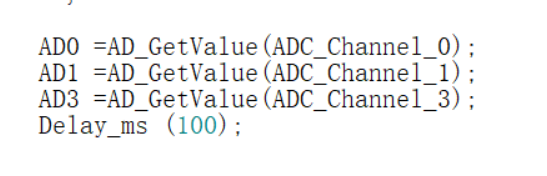 AD0 =AD_GetValue(ADC_Channel_0);
AD1 =AD_GetValue(ADC_Channel_1);
AD3 =AD_GetValue(ADC_Channel_3);
Delay_ms (100);